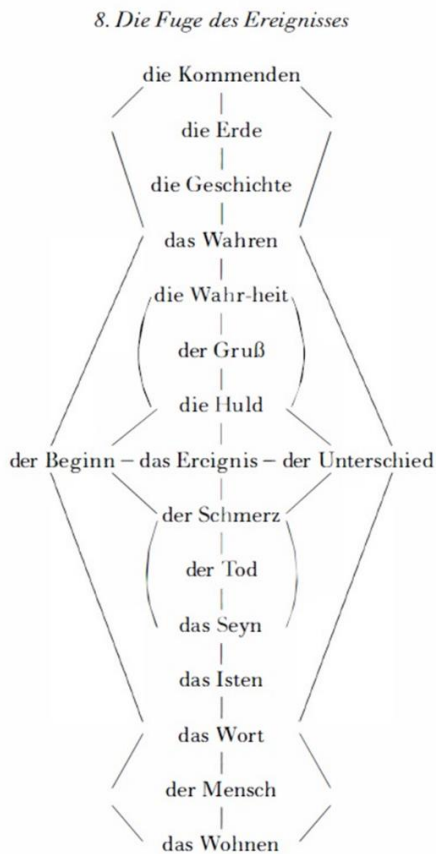 8. Die Fuge des Ereignisses
die Kommenden
die Erde
die Geschichte
das Wahren
die Wahr-heit
der Gruß
die Huld
der Beginn – das Ereignis – der Unterschied
der Schmerz
der Tod
das Seyn
das Isten
das Wort
der Mensch
das Wohnen